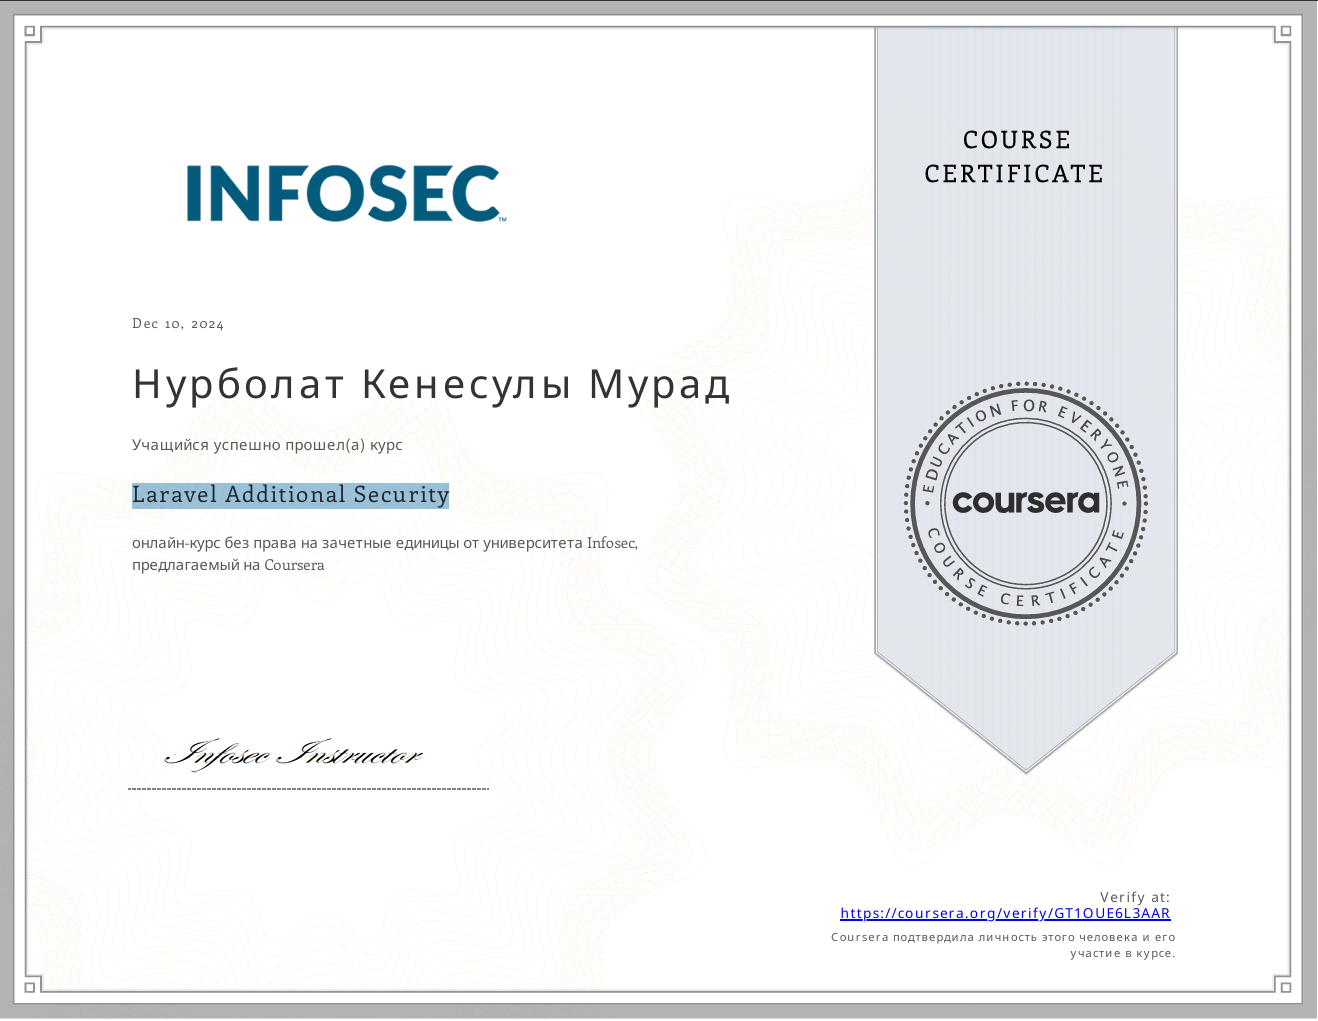 COURSE
CERTIFICATE
INFOSEC™
Dec 10, 2024
Нурболат Кенесулы Мурад
Учащийся успешно прошел(а) курс
Laravel Additional Security
онлайн-курс без права на зачетные единицы от университета Infosec,
предлагаемый на Coursera
EDUCATION FOR EVERYONE
coursera
COURSE CERTIFICATE
Infosec Instructor
Verify at:
https://coursera.org/verify/GT1OUE6L3AAR
Coursera подтвердила личность этого человека и его
участие в курсе.